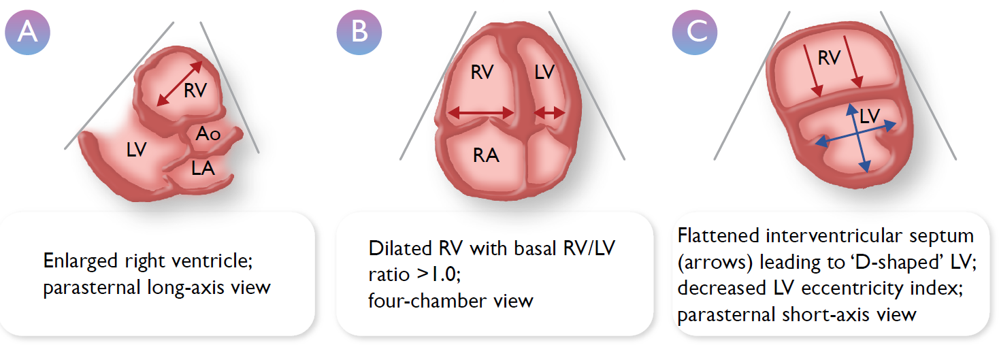 A
RV
Ao
LV
LA
Enlarged right ventricle;
parasternal long-axis view
B
RV
LV
RA
Dilated RV with basal RV/LV
ratio >1.0;
four-chamber view
C
RV
LV
Flattened interventricular septum
(arrows) leading to ‘D-shaped’ LV;
decreased LV eccentricity index;
parasternal short-axis view